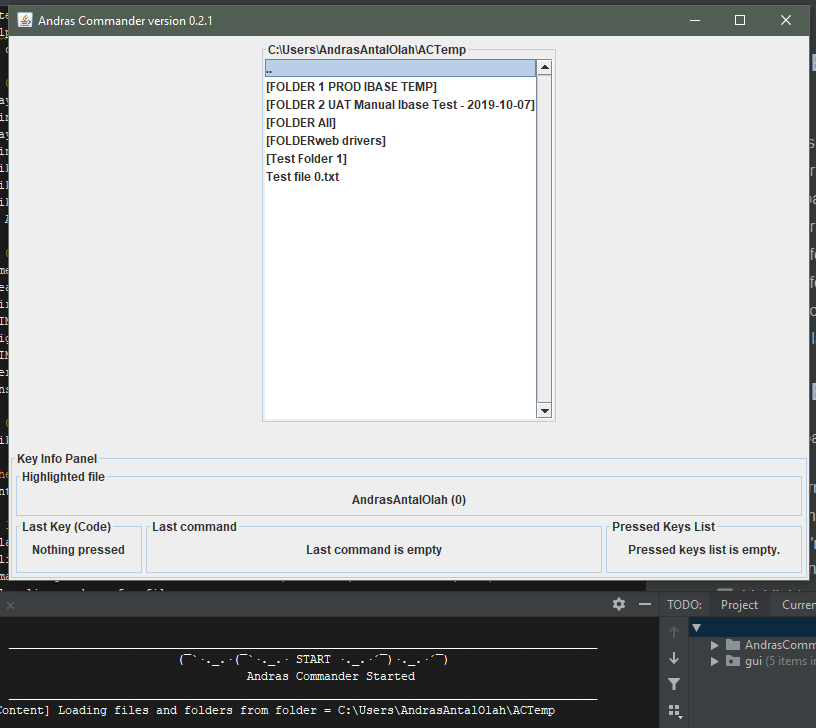 Andras Commander version 0.2.1
C:\Users\AndrasAntalOlah\ACTemp
..
[FOLDER 1 PROD IBASE TEMP]
[FOLDER 2 UAT Manual Ibase Test - 2019-10-07]
[FOLDER All]
[FOLDERweb drivers]
[Test Folder 1]
Test file 0.txt
Key Info Panel
Highlighted file
AndrasAntalOlah (0)
Last Key (Code)
Last command
Pressed Keys List
Nothing pressed
Last command is empty
Pressed keys list is empty.
TODO:
Project
Curren
(¯`·._.·(¯`·._.· START ·._.·´¯)·._.·´¯)
Andras Commander Started
AndrasComm
gui (5 items in
Content] Loading files and folders from folder = C:\Users\AndrasAntalOlah\ACTemp